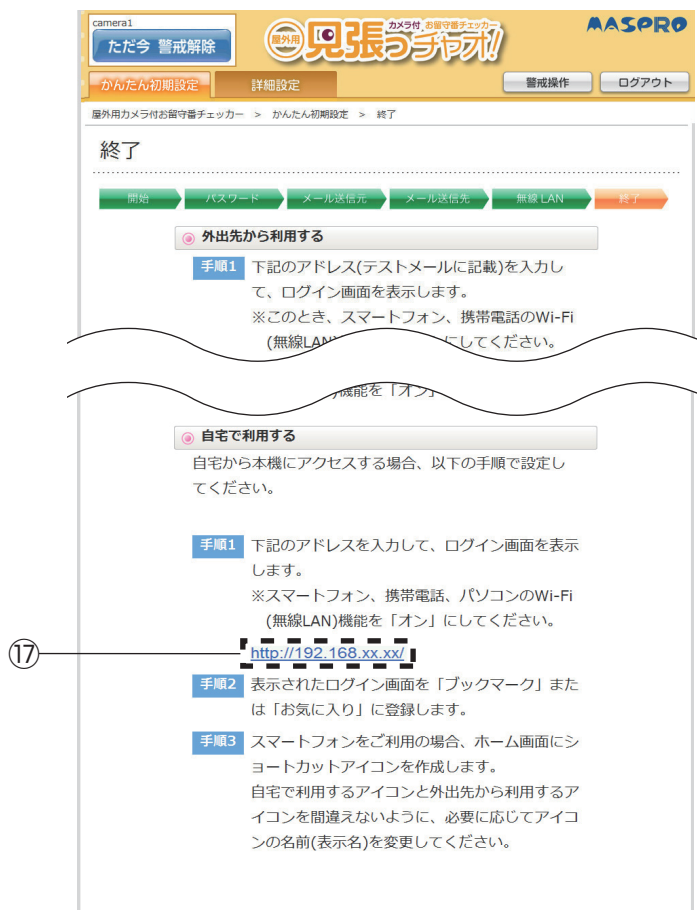 camera1
ただ今 警戒解除
屋外用
見張っチャオ!
カメラ付 お留守番チェッカー
MASPRO
かんたん初期設定
詳細設定
警戒操作
ログアウト
屋外用カメラ付お留守番チェッカー > かんたん初期設定 > 終了
終了
開始
パスワード
メール送信元
メール送信先
無線 LAN
終了
外出先から利用する
手順1 下記のアドレス(テストメールに記載)を入力し
て、ログイン画面を表示します。
※このとき、スマートフォン、携帯電話のWi-Fi
(無線LAN にしてください。
機能を「オン
自宅で利用する
自宅から本機にアクセスする場合、以下の手順で設定し
てください。
手順1 下記のアドレスを入力して、ログイン画面を表示
します。
※スマートフォン、携帯電話、パソコンのWi-Fi
(無線LAN)機能を「オン」にしてください。
⑰
http://192.168.xx.xx/
手順2 表示されたログイン画面を「ブックマーク」また
は「お気に入り」に登録します。
手順3 スマートフォンをご利用の場合、ホーム画面にシ
ョートカットアイコンを作成します。
自宅で利用するアイコンと外出先から利用するア
イコンを間違えないように、必要に応じてアイコ
ンの名前(表示名)を変更してください。